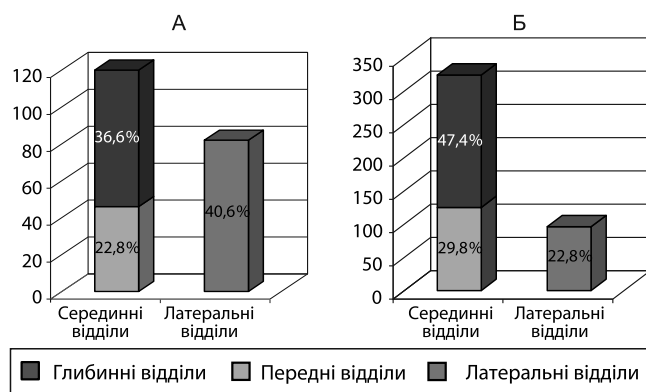 А
120
100
80
60
40
20
0
36,6%
22,8%
40,6%
Серединні
відділи
Латеральні
відділи
Б
350
300
250
200
150
100
50
0
47,4%
29,8%
22,8%
Серединні
відділи
Латеральні
відділи
Глибинні відділи
Передні відділи
Латеральні відділи